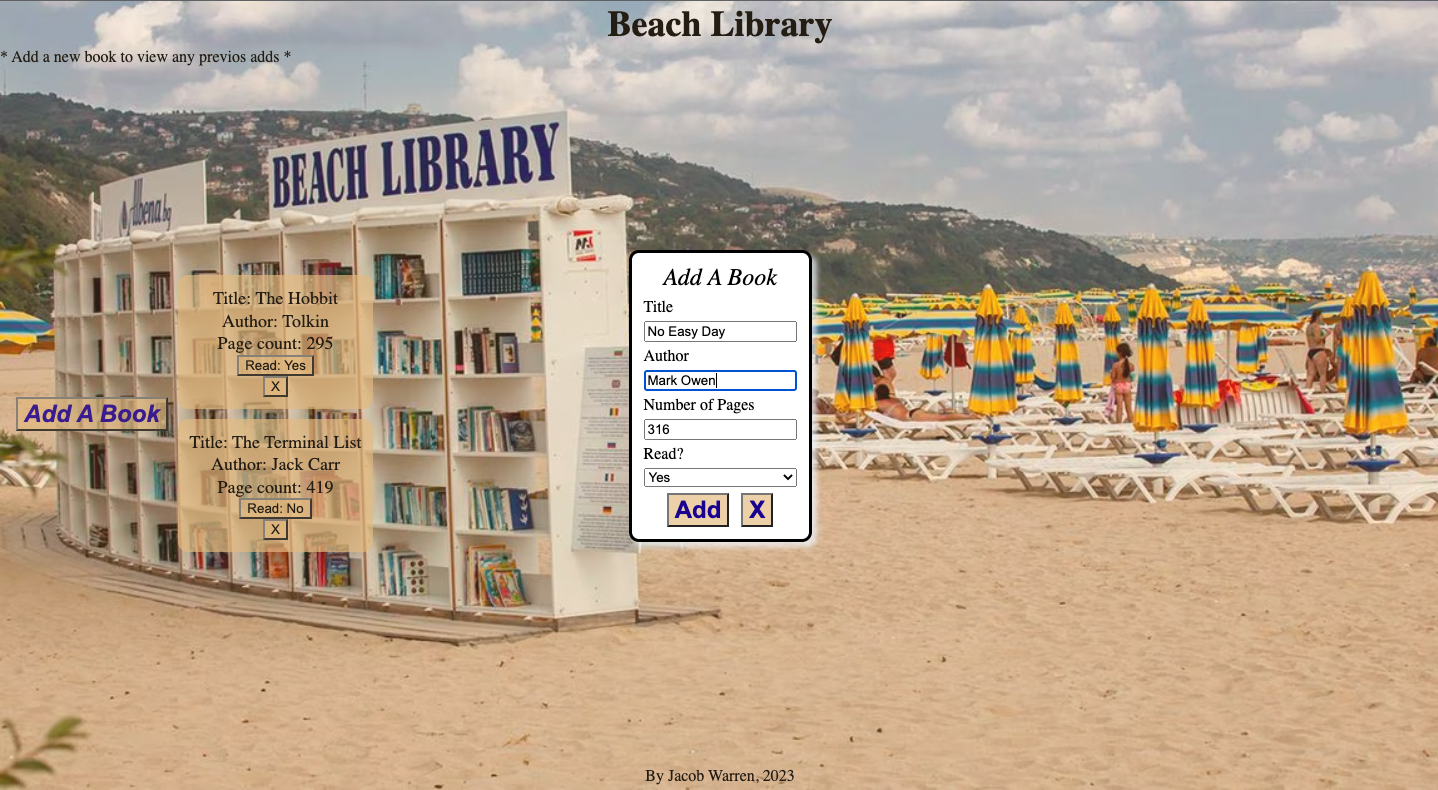 Beach Library
* Add a new book to view any previos adds *
Albena.bg
BEACH LIBRARY
Title: The Hobbit
Author: Tolkin
Page count: 295
Read: Yes
X
Add A Book
Title: The Terminal List
Author: Jack Carr
Page count: 419
Read: No
X
Add A Book
Title
No Easy Day
Author
Mark Owen
Number of Pages
316
Read?
Yes
Add X
By Jacob Warren, 2023